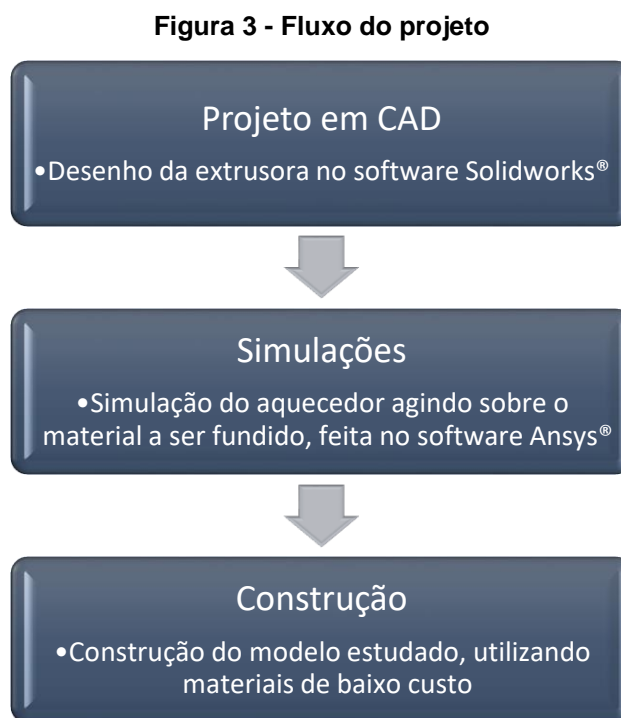 Figura 3 - Fluxo do projeto
Projeto em CAD
•Desenho da extrusora no software Solidworks®
Simulações
•Simulação do aquecedor agindo sobre o
material a ser fundido, feita no software Ansys®
Construção
•Construção do modelo estudado, utilizando
materiais de baixo custo